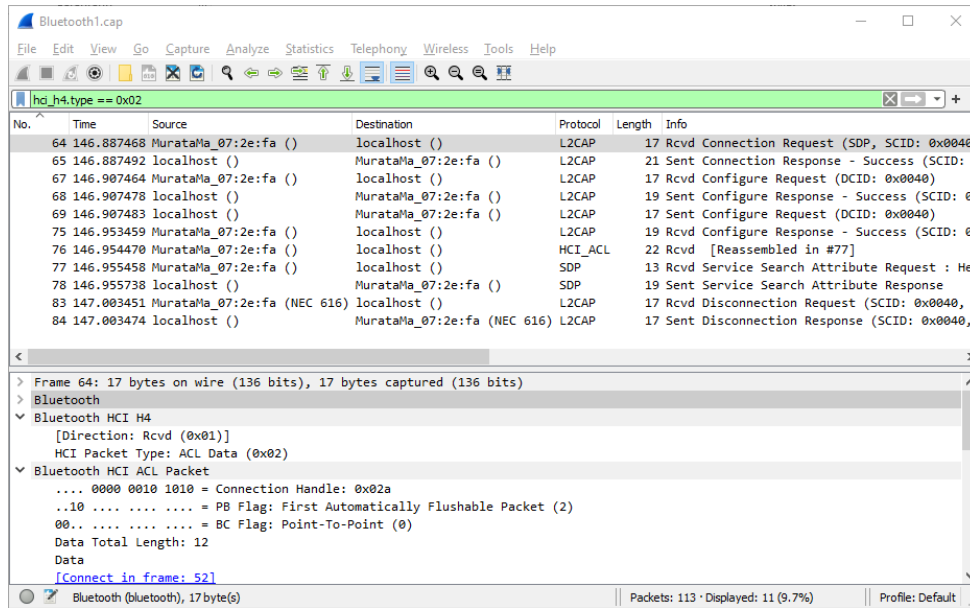 Bluetooth1.cap
File Edit View Go Capture Analyze Statistics Telephony Wireless Tools Help
hci_h4.type == 0x02
No. Time Source Destination Protocol Length Info
64 146.887468 MurataMa_07:2e:fa () localhost () L2CAP 17 Rcvd Connection Request (SDP, SCID: 0x0040
65 146.887492 localhost () MurataMa_07:2e:fa () L2CAP 21 Sent Connection Response - Success (SCID:
67 146.907464 MurataMa_07:2e:fa () localhost () L2CAP 17 Rcvd Configure Request (DCID: 0x0040)
68 146.907478 localhost () MurataMa_07:2e:fa () L2CAP 19 Sent Configure Response - Success (SCID: 0
69 146.907483 localhost () MurataMa_07:2e:fa () L2CAP 17 Sent Configure Request (DCID: 0x0040)
75 146.953459 MurataMa_07:2e:fa () localhost () L2CAP 19 Rcvd Configure Response - Success (SCID: 0
76 146.954470 MurataMa_07:2e:fa () localhost () HCI_ACL 22 Rcvd [Reassembled in #77]
77 146.955458 MurataMa_07:2e:fa () localhost () SDP 13 Rcvd Service Search Attribute Request : He
78 146.955738 localhost () MurataMa_07:2e:fa () SDP 19 Sent Service Search Attribute Response
83 147.003451 MurataMa_07:2e:fa (NEC 616) localhost () L2CAP 17 Rcvd Disconnection Request (SCID: 0x0040,
84 147.003474 localhost () MurataMa_07:2e:fa (NEC 616) L2CAP 17 Sent Disconnection Response (SCID: 0x0040,
Frame 64: 17 bytes on wire (136 bits), 17 bytes captured (136 bits)
Bluetooth
Bluetooth HCI H4
[Direction: Rcvd (0x01)]
HCI Packet Type: ACL Data (0x02)
Bluetooth HCI ACL Packet
.... 0000 0010 1010 = Connection Handle: 0x02a
..10 .... .... .... = PB Flag: First Automatically Flushable Packet (2)
00.. .... .... .... = BC Flag: Point-To-Point (0)
Data Total Length: 12
Data
[Connect in frame: 52]
Bluetooth (bluetooth), 17 byte(s) Packets: 113 · Displayed: 11 (9.7%) Profile: Default